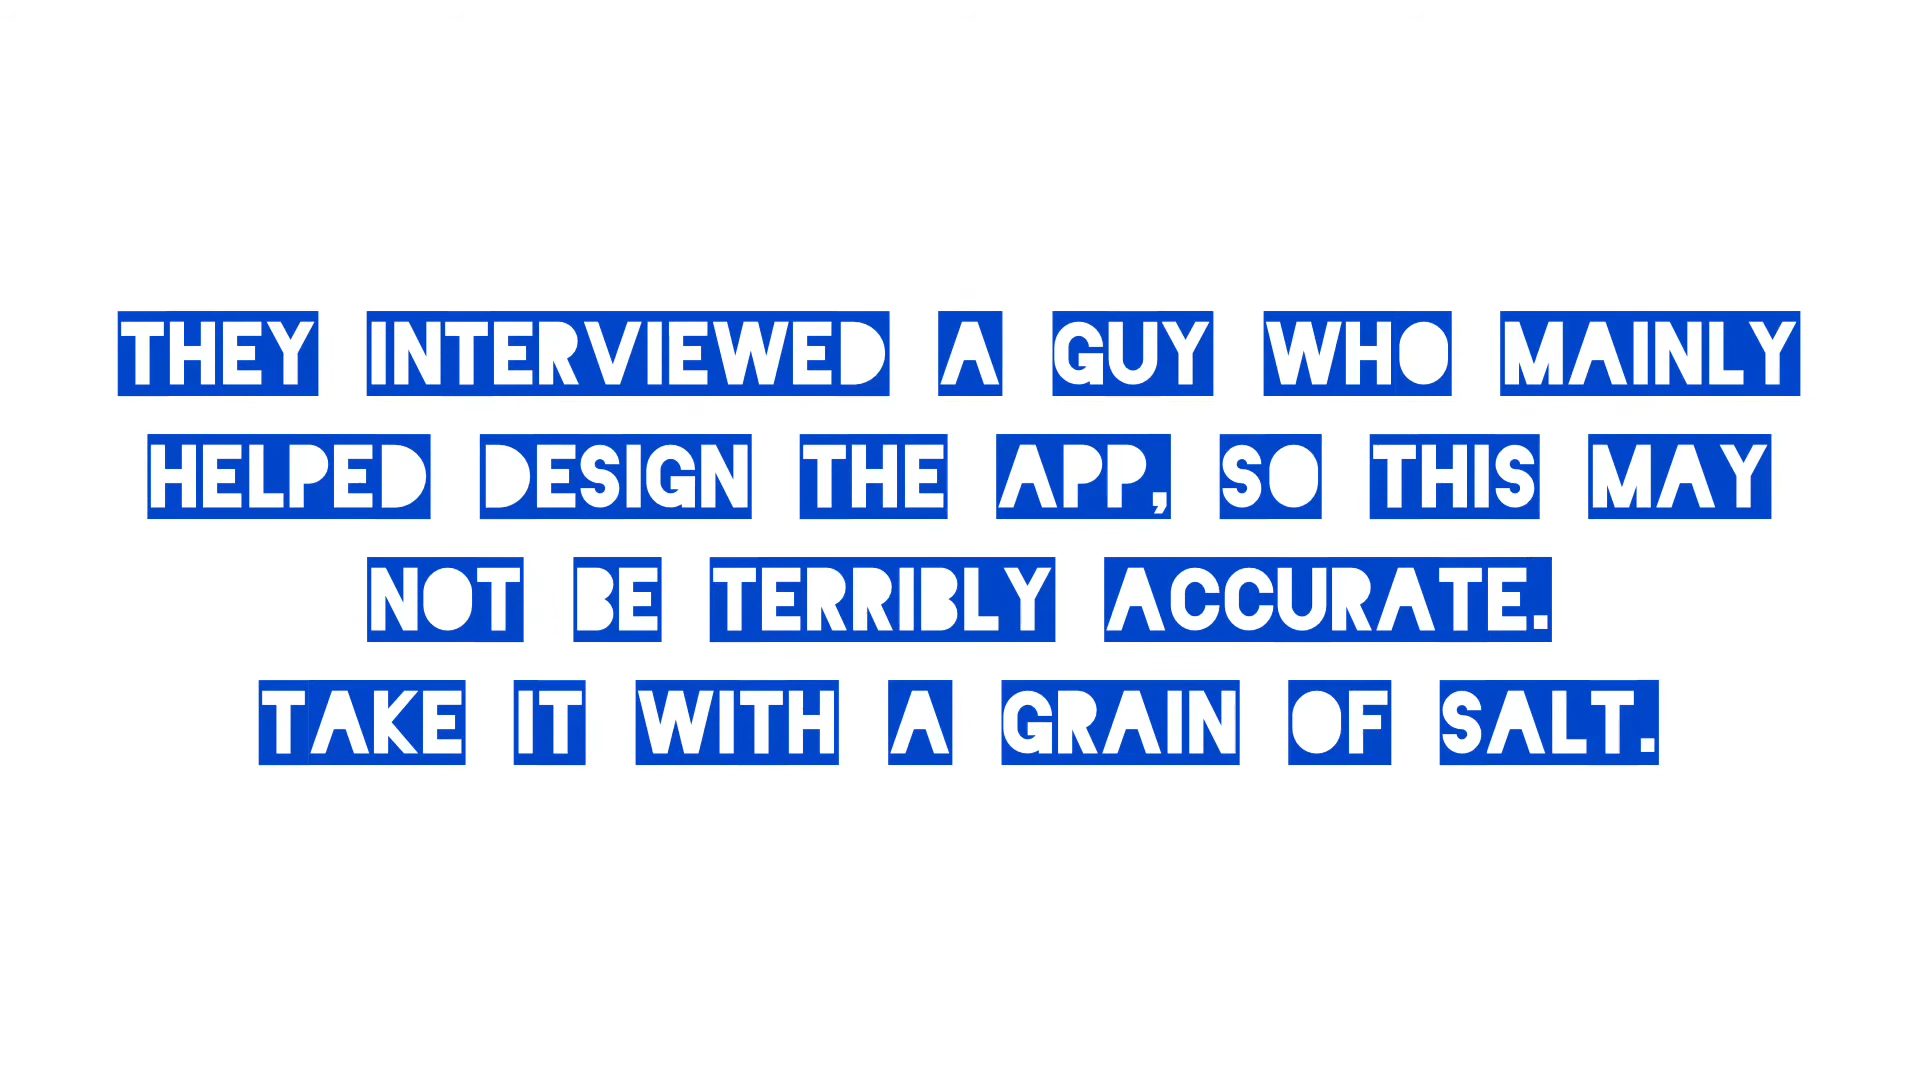 THEY INTERVIEWED A GUY WHO MAINLY
HELPED DESIGN THE APP, SO THIS MAY
NOT BE TERRIBLY ACCURATE.
TAKE IT WITH A GRAIN OF SALT.